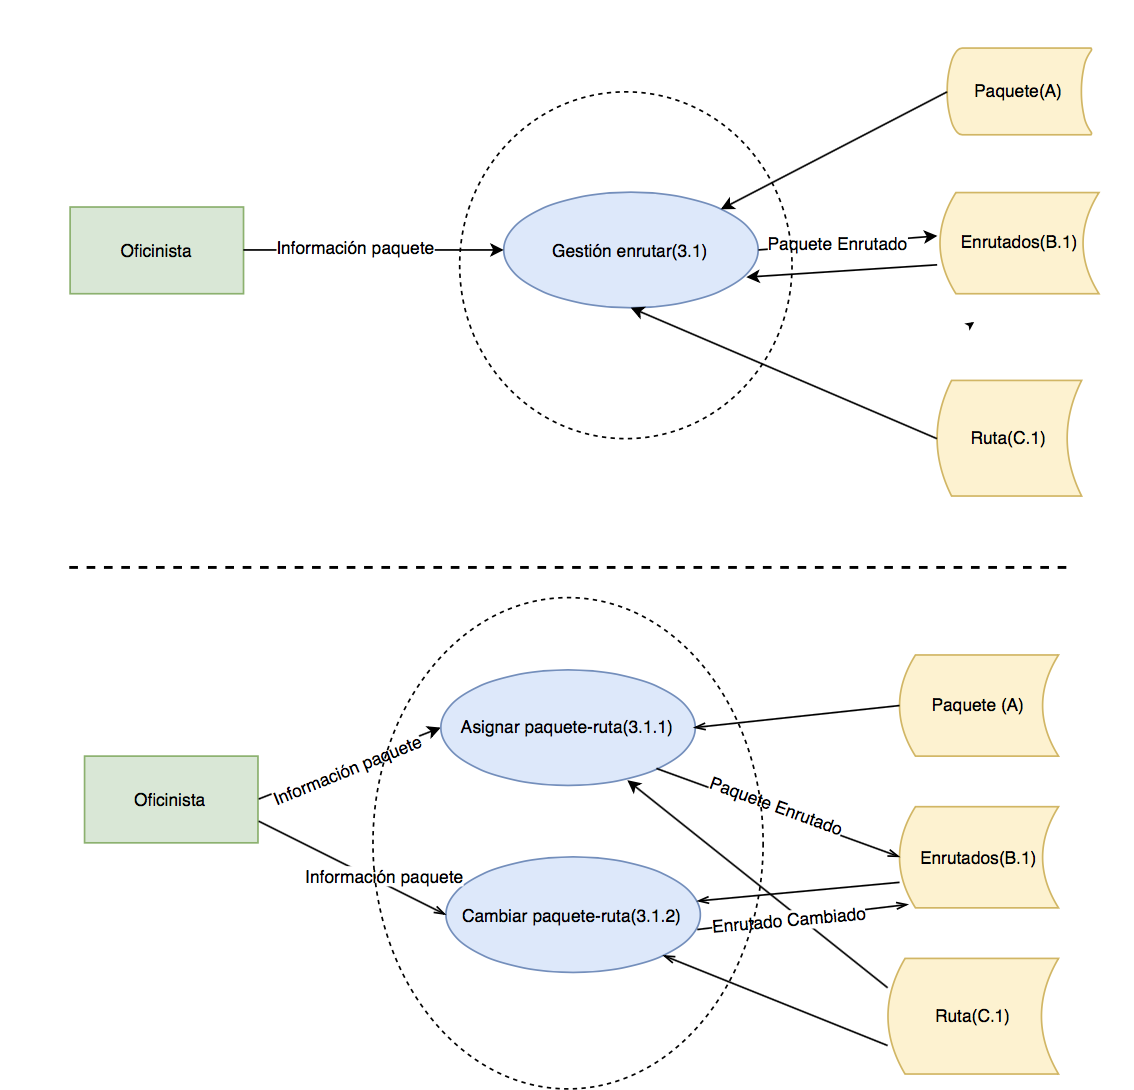 Paquete(A)
Oficinista
Información paquete
Gestión enrutar(3.1)
Paquete Enrutado
Enrutados(B.1)
Ruta(C.1)
Paquete (A)
Asignar paquete-ruta(3.1.1)
Información paquete
Oficinista
Paquete Enrutado
Enrutados(B.1)
Información paquete
Cambiar paquete-ruta(3.1.2)
Enrutado Cambiado
Ruta(C.1)